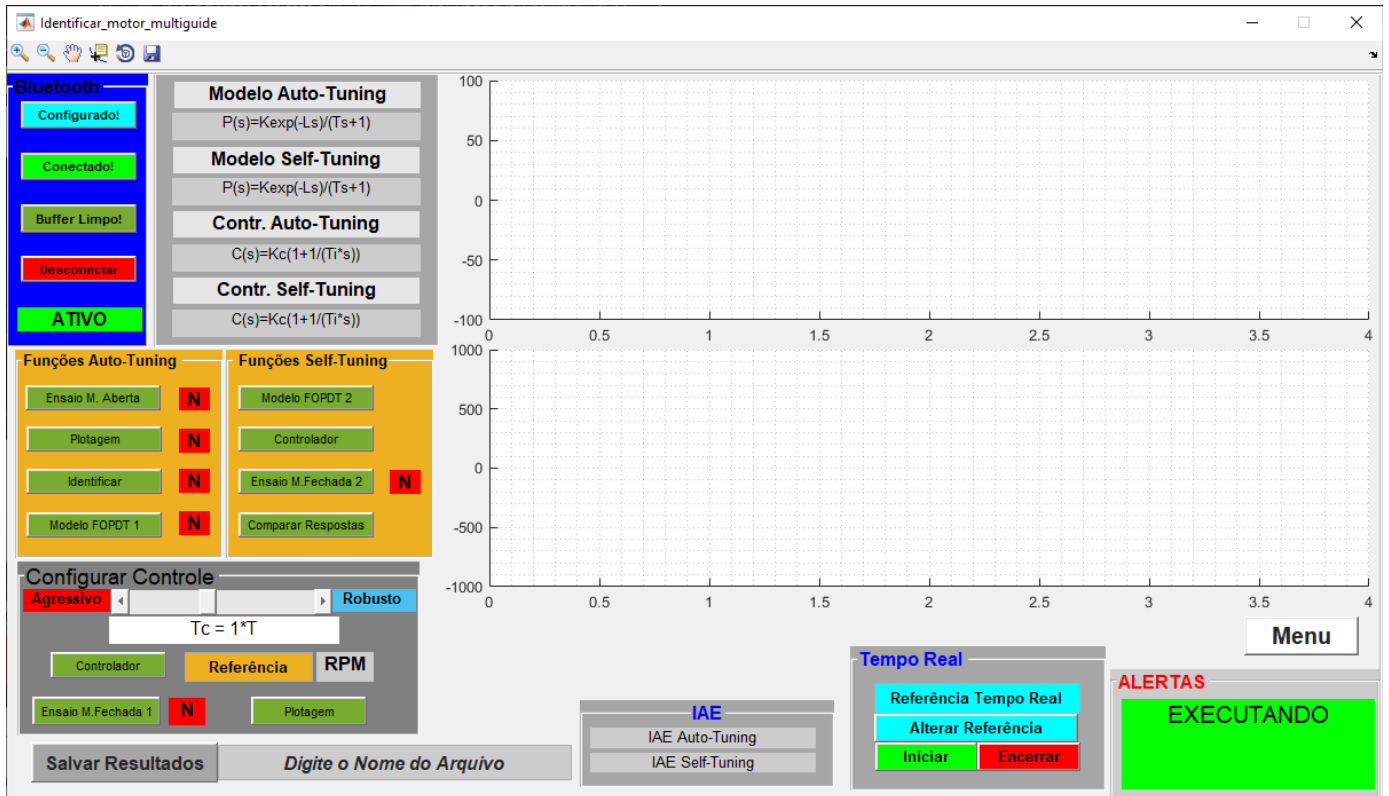 Identificar_motor_multiguide
Bluetooth
Configurado!
Conectado!
Buffer Limpo!
Desconectar
ATIVO
Modelo Auto-Tuning
P(s)=Kexp(-Ls)/(Ts+1)
Modelo Self-Tuning
P(s)=Kexp(-Ls)/(Ts+1)
Contr. Auto-Tuning
C(s)=Kc(1+1/(Ti*s))
Contr. Self-Tuning
C(s)=Kc(1+1/(Ti*s))
100
50
0
-50
-100
0 0.5 1 1.5 2 2.5 3 3.5 4
1000
500
0
-500
-1000
0 0.5 1 1.5 2 2.5 3 3.5 4
Funções Auto-Tuning
Ensaio M. Aberta N
Plotagem N
Identificar N
Modelo FOPDT 1 N
Funções Self-Tuning
Modelo FOPDT 2
Controlador
Ensaio M.Fechada 2 N
Comparar Respostas
Configurar Controle
Agressivo Robusto
Tc = 1*T
Controlador Referência RPM
Ensaio M.Fechada 1 N Plotagem
Salvar Resultados Digite o Nome do Arquivo
IAE
IAE Auto-Tuning
IAE Self-Tuning
Tempo Real
Referência Tempo Real
Alterar Referência
Iniciar Encerrar
Menu
ALERTAS
EXECUTANDO